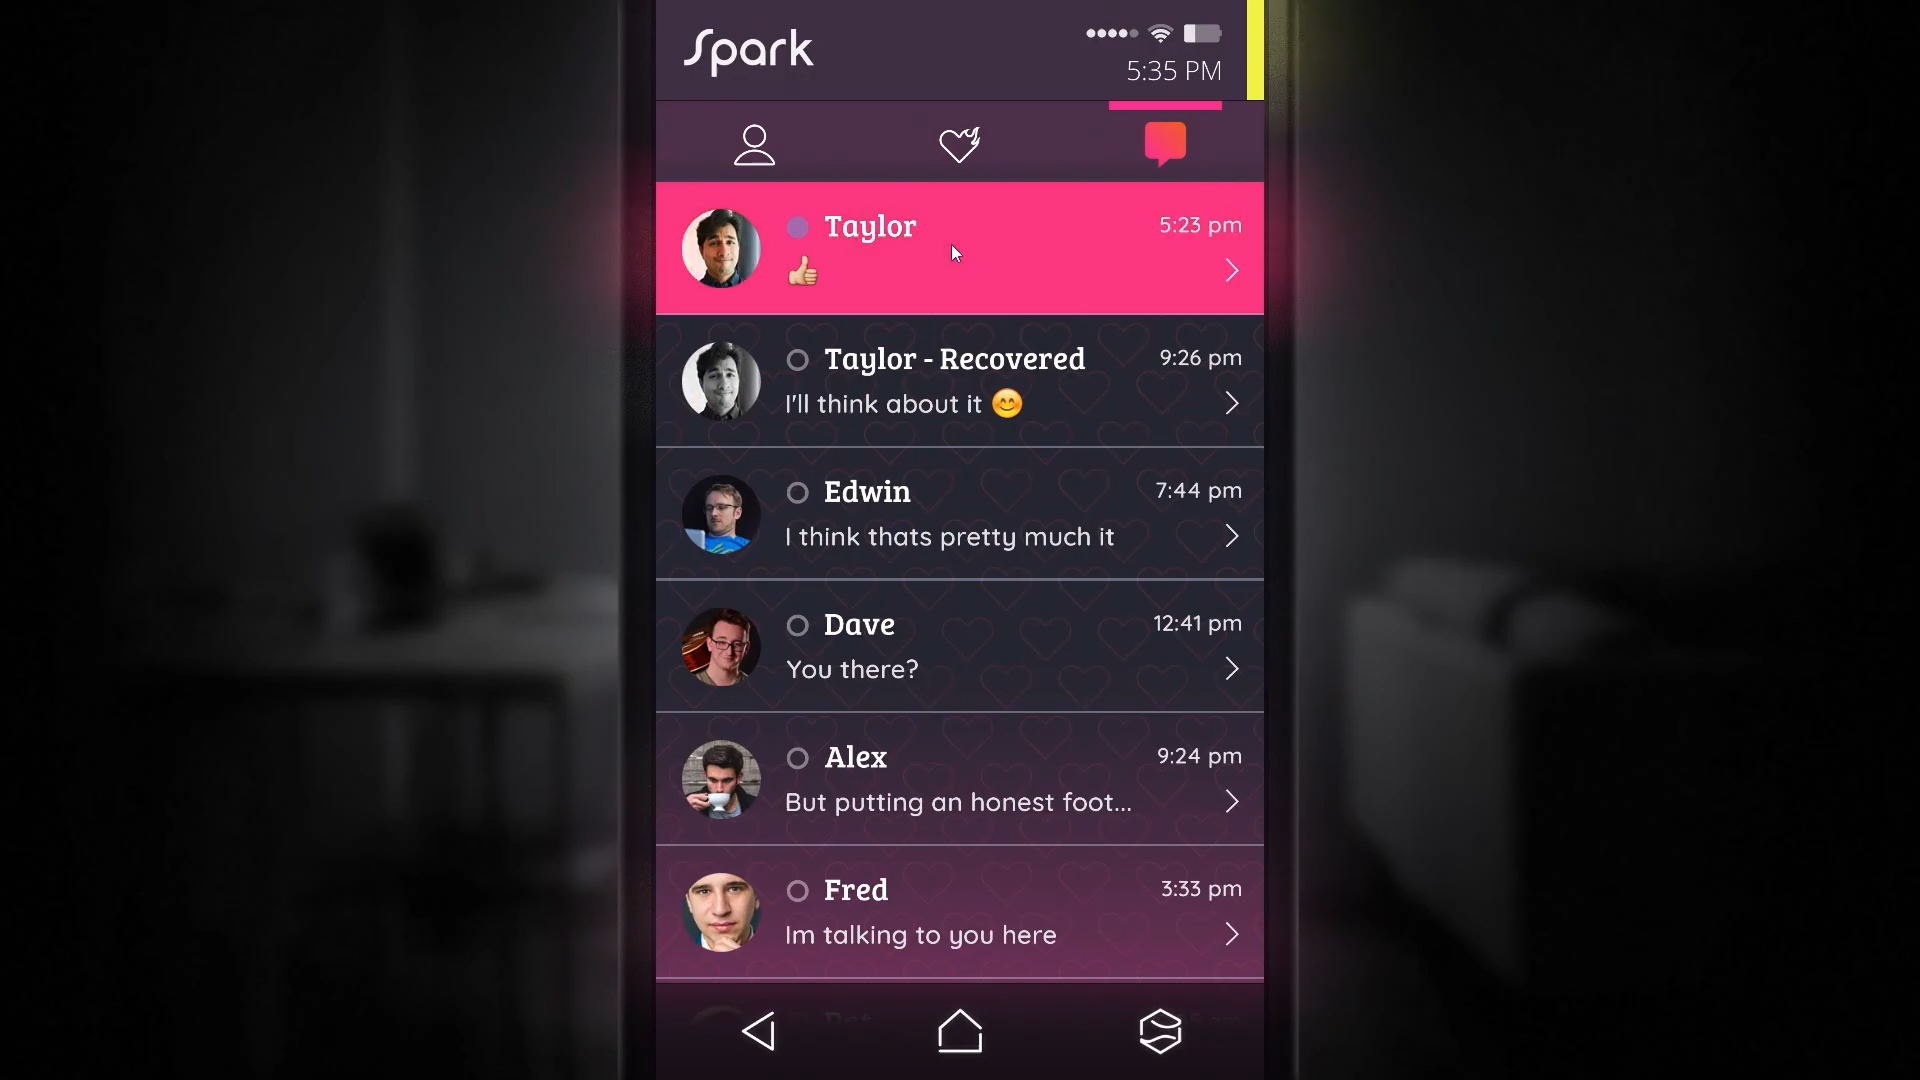 Spark
5:35 PM
Taylor 5:23 pm
👍🏼
Taylor - Recovered 9:26 pm
I'll think about it 😊
Edwin 7:44 pm
I think thats pretty much it
Dave 12:41 pm
You there?
Alex 9:24 pm
But putting an honest foot...
Fred 3:33 pm
Im talking to you here